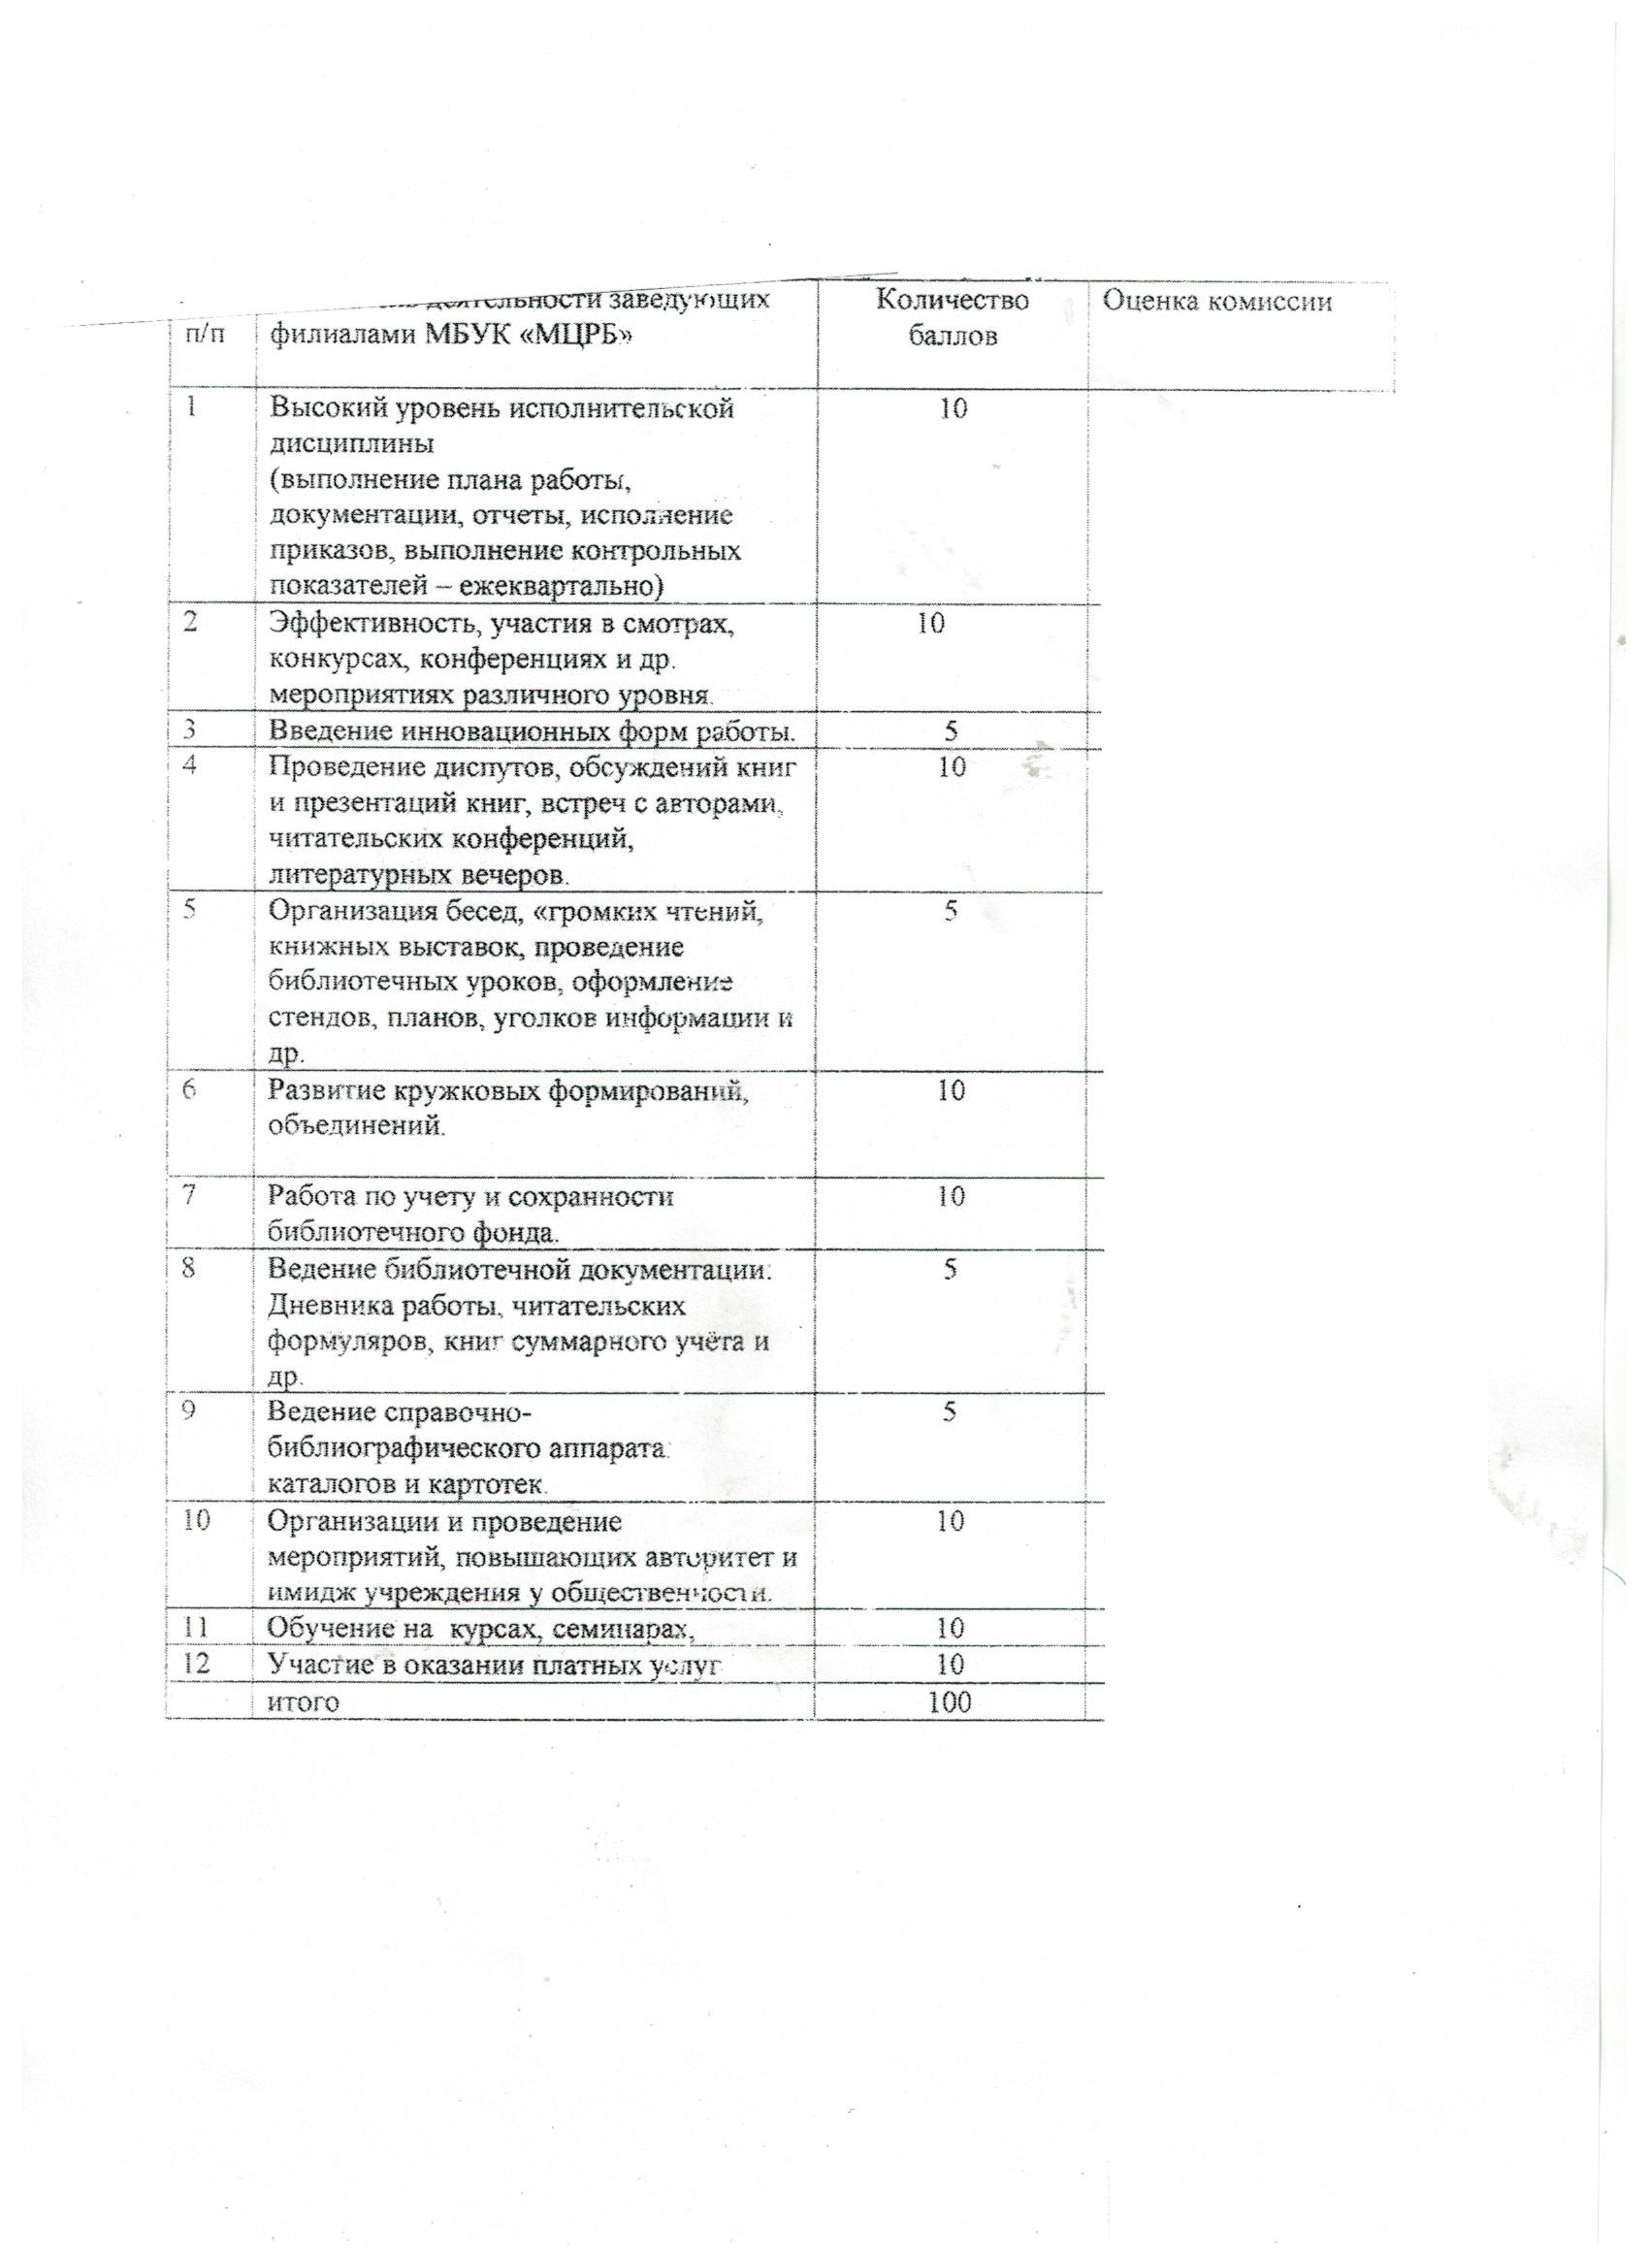 деятельности заведующих
Количество
Оценка комиссии
п/п
филиалами МБУК «МЦРБ»
баллов
1
Высокий уровень исполнительской
10
дисциплины
(выполнение плана работы,
документации, отчеты, исполнение
приказов, выполнение контрольных
показателей – ежеквартально)
2
Эффективность, участия в смотрах,
10
конкурсах, конференциях и др.
мероприятиях различного уровня.
3
Введение инновационных форм работы.
5
4
Проведение диспутов, обсуждений книг
10
и презентаций книг, встреч с авторами,
читательских конференций,
литературных вечеров.
5
Организация бесед, «громких чтений,
5
книжных выставок, проведение
библиотечных уроков, оформление
стендов, планов, уголков информации и
др.
6
Развитие кружковых формирований,
10
объединений.
7
Работа по учету и сохранности
10
библиотечного фонда.
8
Ведение библиотечной документации:
5
Дневника работы, читательских
формуляров, книг суммарного учёта и
др.
9
Ведение справочно-
5
библиографического аппарата:
каталогов и картотек.
10
Организации и проведение
10
мероприятий, повышающих авторитет и
имидж учреждения у общественности.
11
Обучение на  курсах, семинарах,
10
12
Участие в оказании платных услуг
10
итого
100